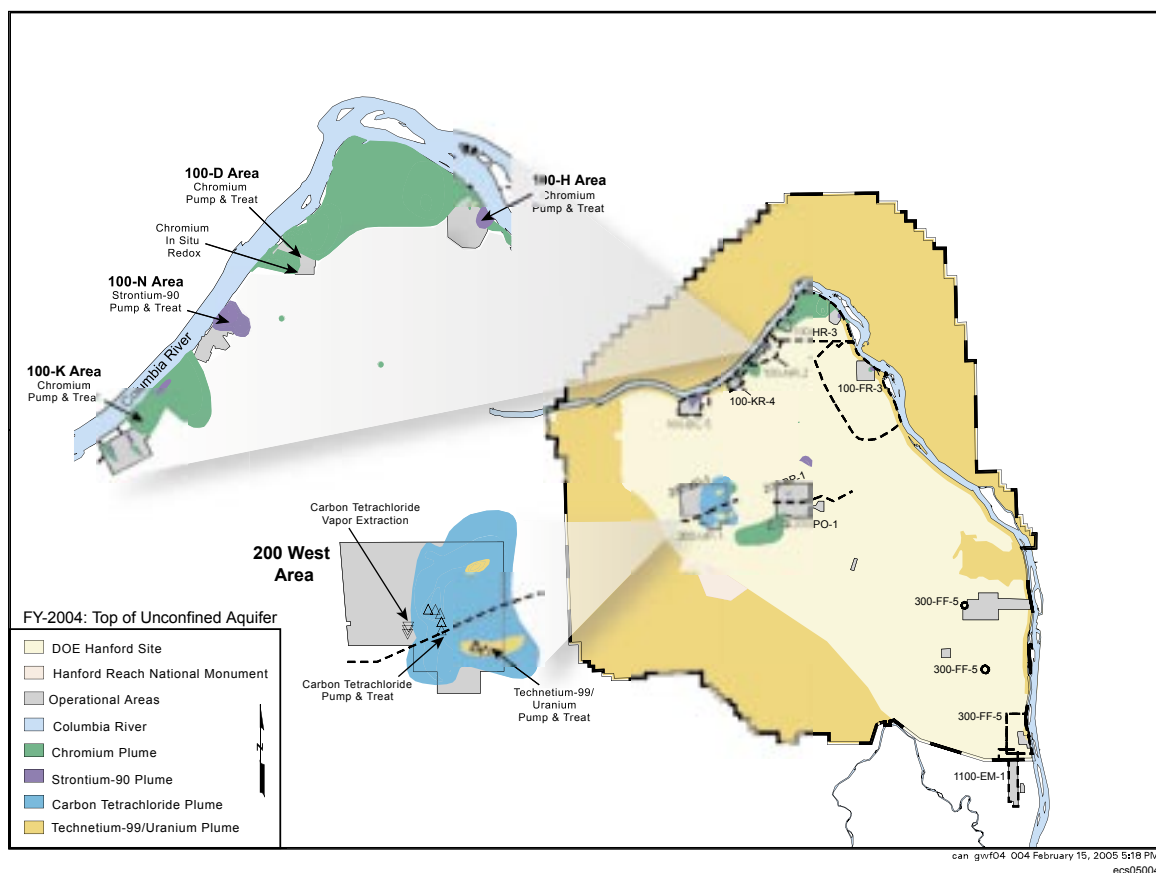 100-D Area
Chromium
Pump & Treat
Chromium
In Situ
Redox
100-N Area
Strontium-90
Pump & Treat
100-K Area
Chromium
Pump & Treat
Columbia River
100-H Area
Chromium
Pump & Treat
HR-3
100-FR-3
100-KR-4
PO-1
300-FF-5
300-FF-5
300-FF-5
1100-EM-1
Carbon Tetrachloride
Vapor Extraction
200 West
Area
Carbon Tetrachloride
Pump & Treat
Technetium-99/
Uranium
Pump & Treat
FY-2004: Top of Unconfined Aquifer
DOE Hanford Site
Hanford Reach National Monument
Operational Areas
Columbia River
Chromium Plume
Strontium-90 Plume
Carbon Tetrachloride Plume
Technetium-99/Uranium Plume
N
can_gwf04_004 February 15, 2005 5:18 PM
ecs05004